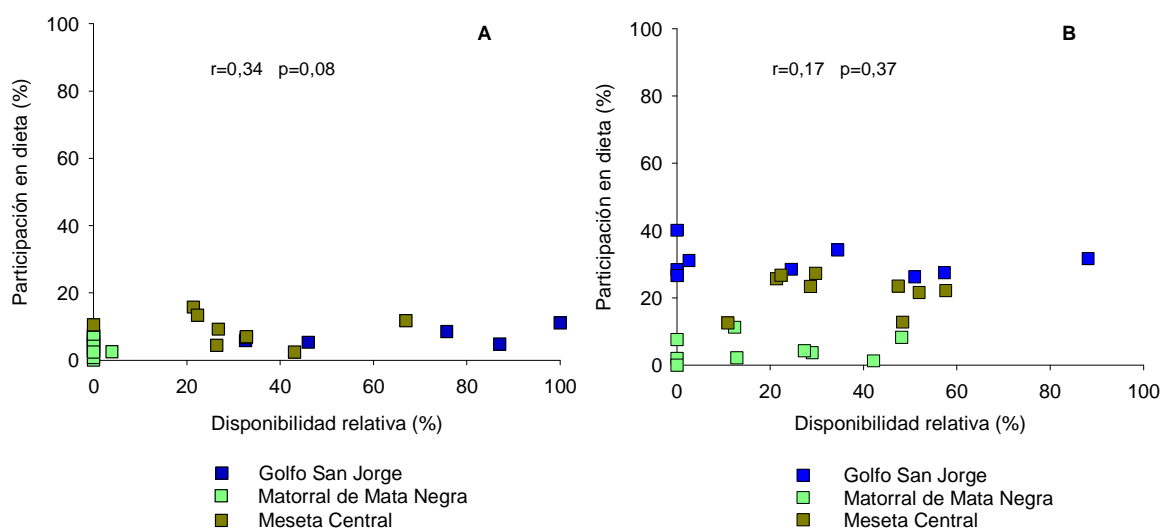 A
r=0,34 p=0,08
Participación en dieta (%)
100
80
60
40
20
0
0 20 40 60 80 100
Disponibilidad relativa (%)
Golfo San Jorge
Matorral de Mata Negra
Meseta Central
B
r=0,17 p=0,37
Participación en dieta (%)
100
80
60
40
20
0
0 20 40 60 80 100
Disponibilidad relativa (%)
Golfo San Jorge
Matorral de Mata Negra
Meseta Central